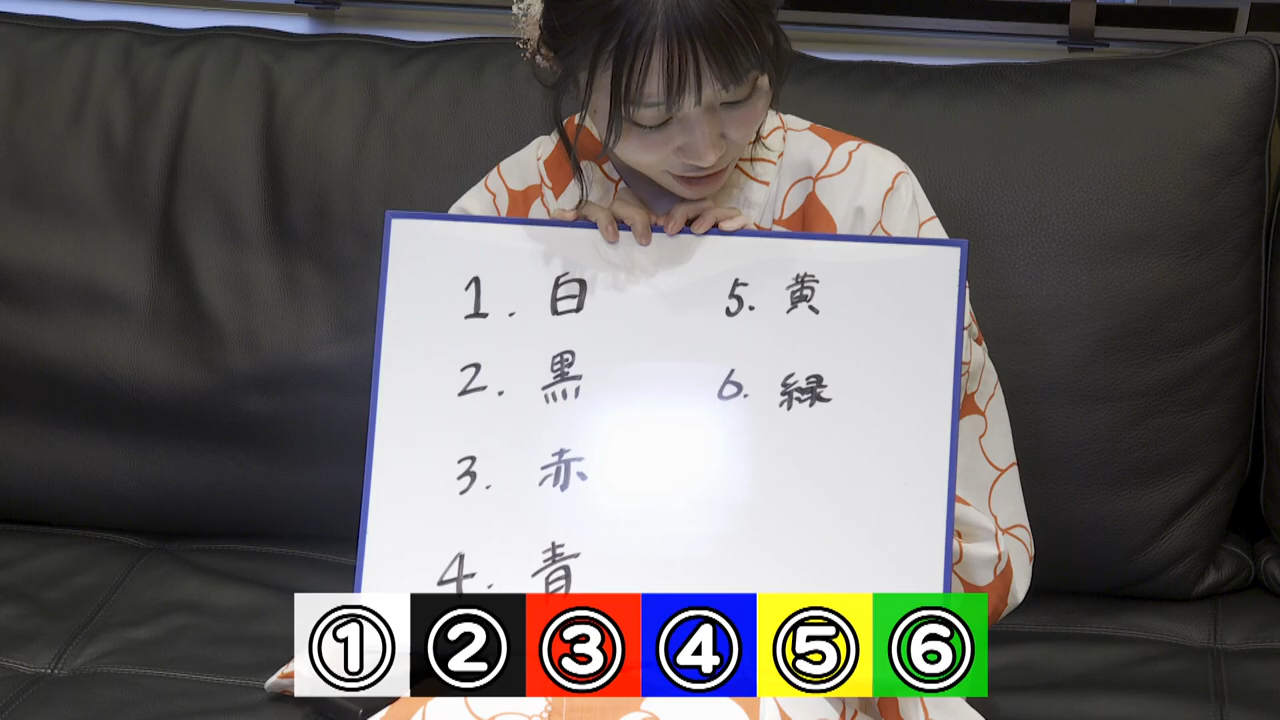 1. 白
2. 黒
3. 赤
4. 青
5. 黄
6. 緑
① ② ③ ④ ⑤ ⑥